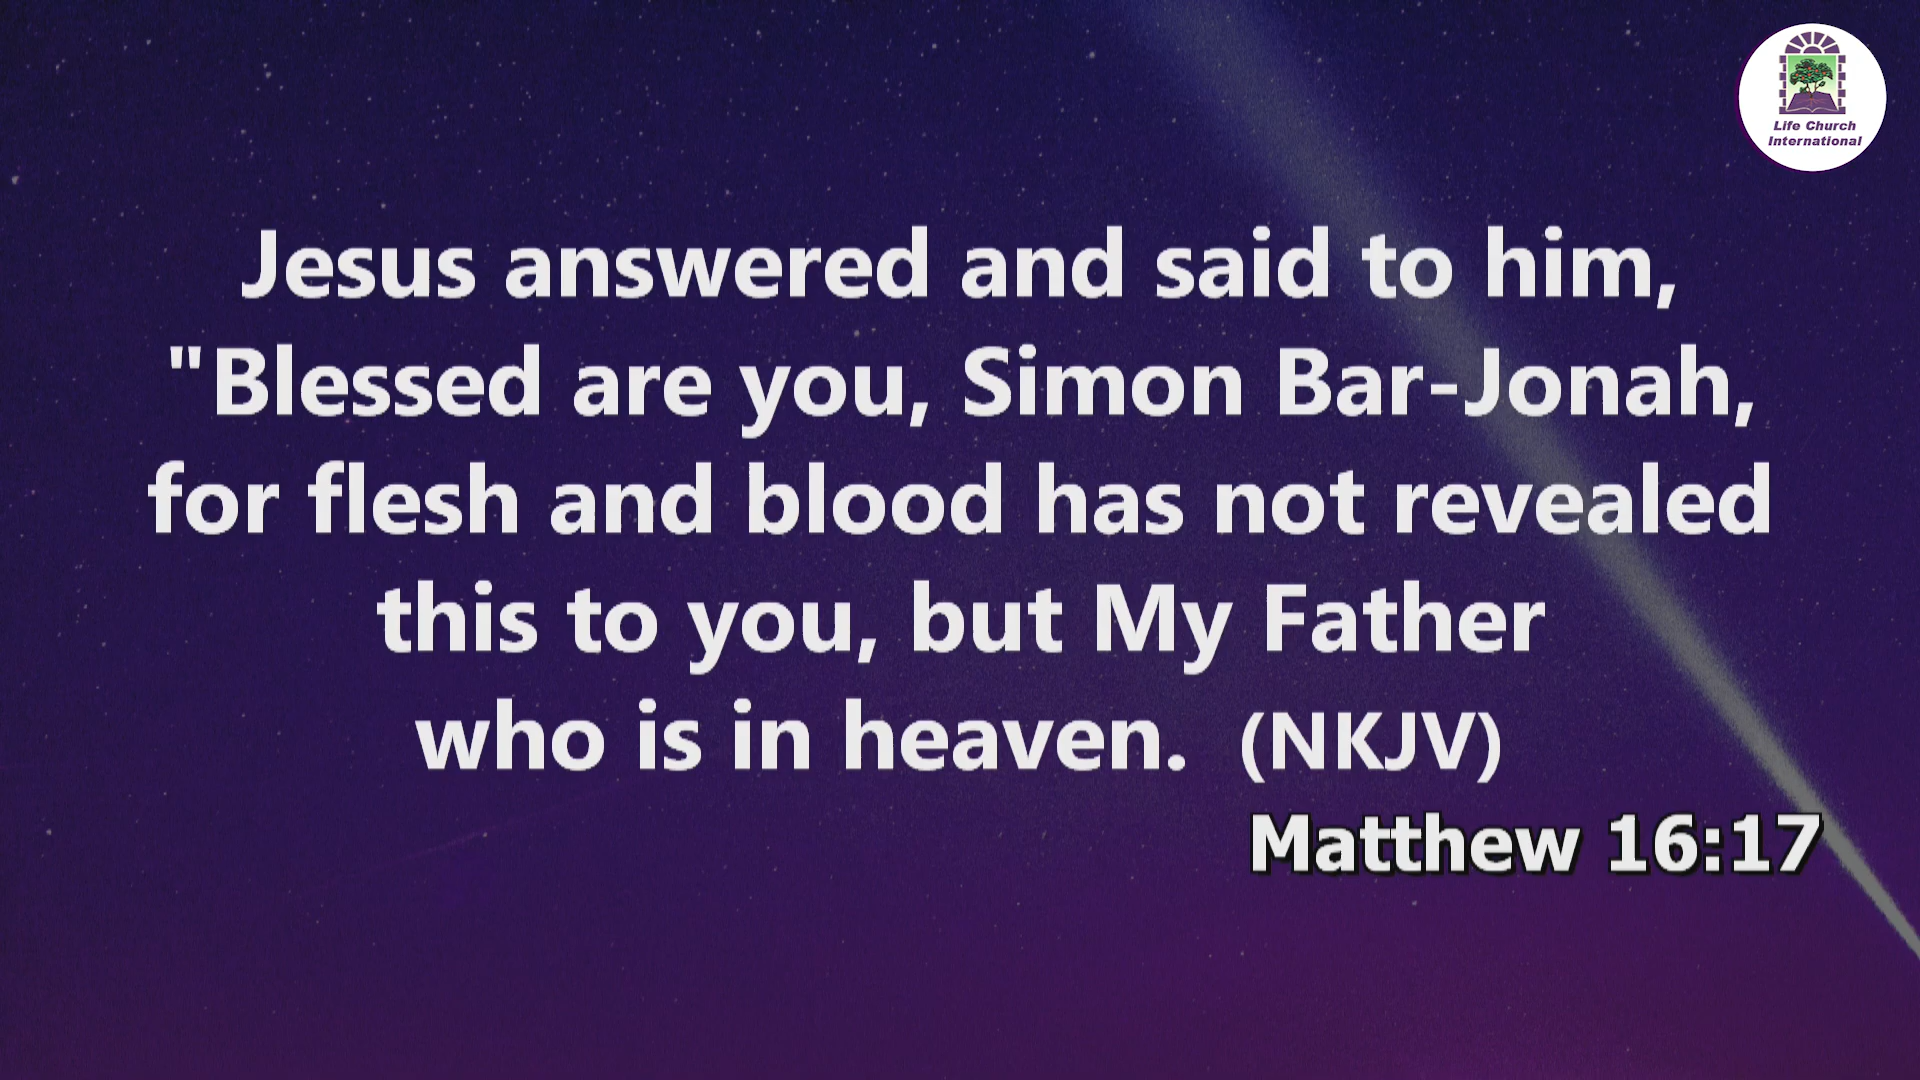 Life Church
International
Jesus answered and said to him,
"Blessed are you, Simon Bar-Jonah,
for flesh and blood has not revealed
this to you, but My Father
who is in heaven. (NKJV)
Matthew 16:17